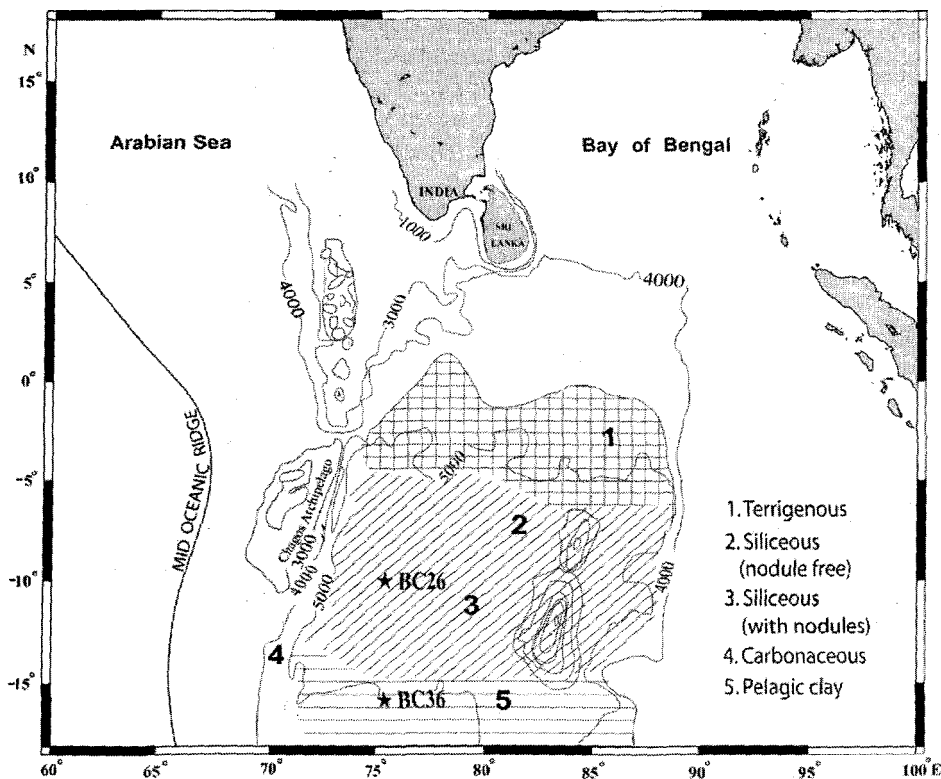 N
15°
10°
5°
0°
-5°
-10°
-15°
Arabian Sea
Bay of Bengal
INDIA
SRI
LANKA
1000
4000
3000
4000
MID OCEANIC RIDGE
Chagos Archipelago
3000
4000
5000
5000
4000
1
2
3
4
5
★ BC26
★ BC36
1. Terrigenous
2. Siliceous
(nodule free)
3. Siliceous
(with nodules)
4. Carbonaceous
5. Pelagic clay
60°
65°
70°
75°
80°
85°
90°
95°
100° E